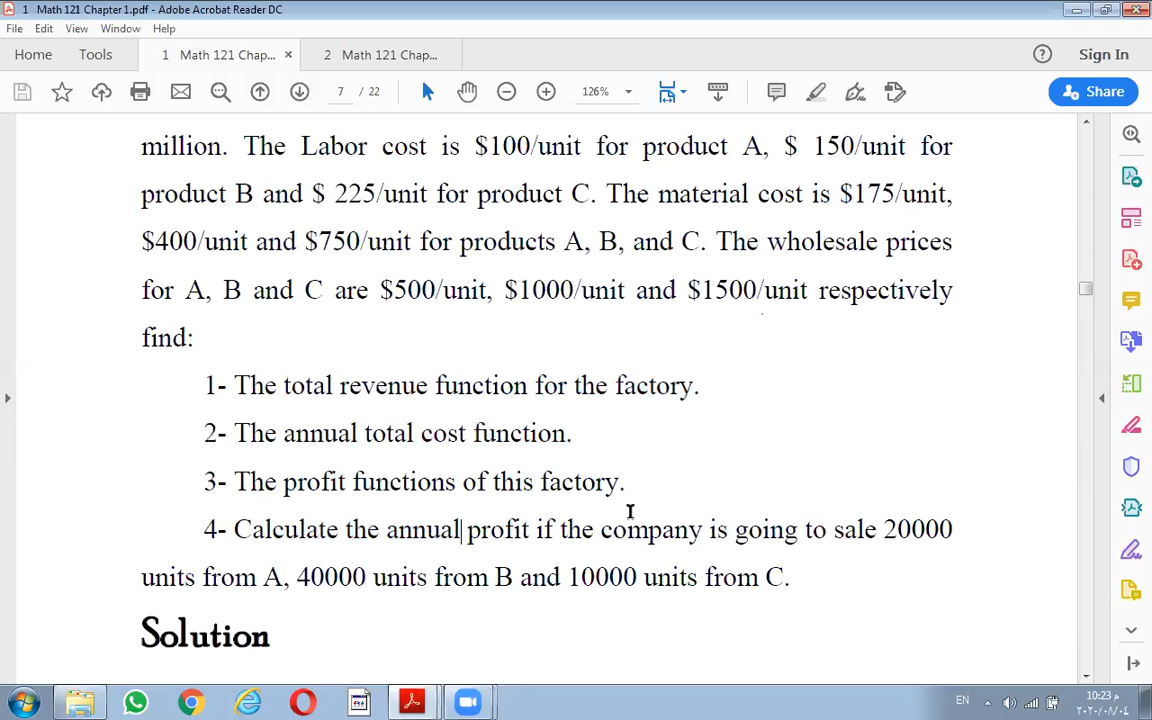 1 Math 121 Chapter 1.pdf - Adobe Acrobat Reader DC
File Edit View Window Help
Home Tools 1 Math 121 Chap... × 2 Math 121 Chap... Sign In
7 / 22 126% Share
million. The Labor cost is $100/unit for product A, $ 150/unit for
product B and $ 225/unit for product C. The material cost is $175/unit,
$400/unit and $750/unit for products A, B, and C. The wholesale prices
for A, B and C are $500/unit, $1000/unit and $1500/unit respectively
find:
1- The total revenue function for the factory.
2- The annual total cost function.
3- The profit functions of this factory.
4- Calculate the annual profit if the company is going to sale 20000
units from A, 40000 units from B and 10000 units from C.
Solution
EN
م 10:23
٢٠٢٠/٠٨/٠٤